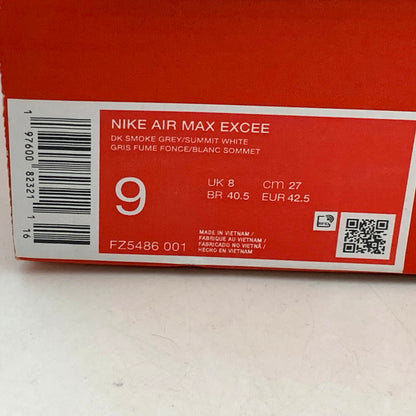 NIKE AIR MAX EXCEE
DK SMOKE GREY/SUMMIT WHITE
GRIS FUME FONCE/BLANC SOMMET
9
UK 8 cm 27
BR 40.5 EUR 42.5
FZ5486 001
MADE IN VIETNAM /
FABRIQUE AU VIETNAM /
FABRICADO NO VIETNÃ /
HECHO EN VIETNAM
1 97600 82321 1
16